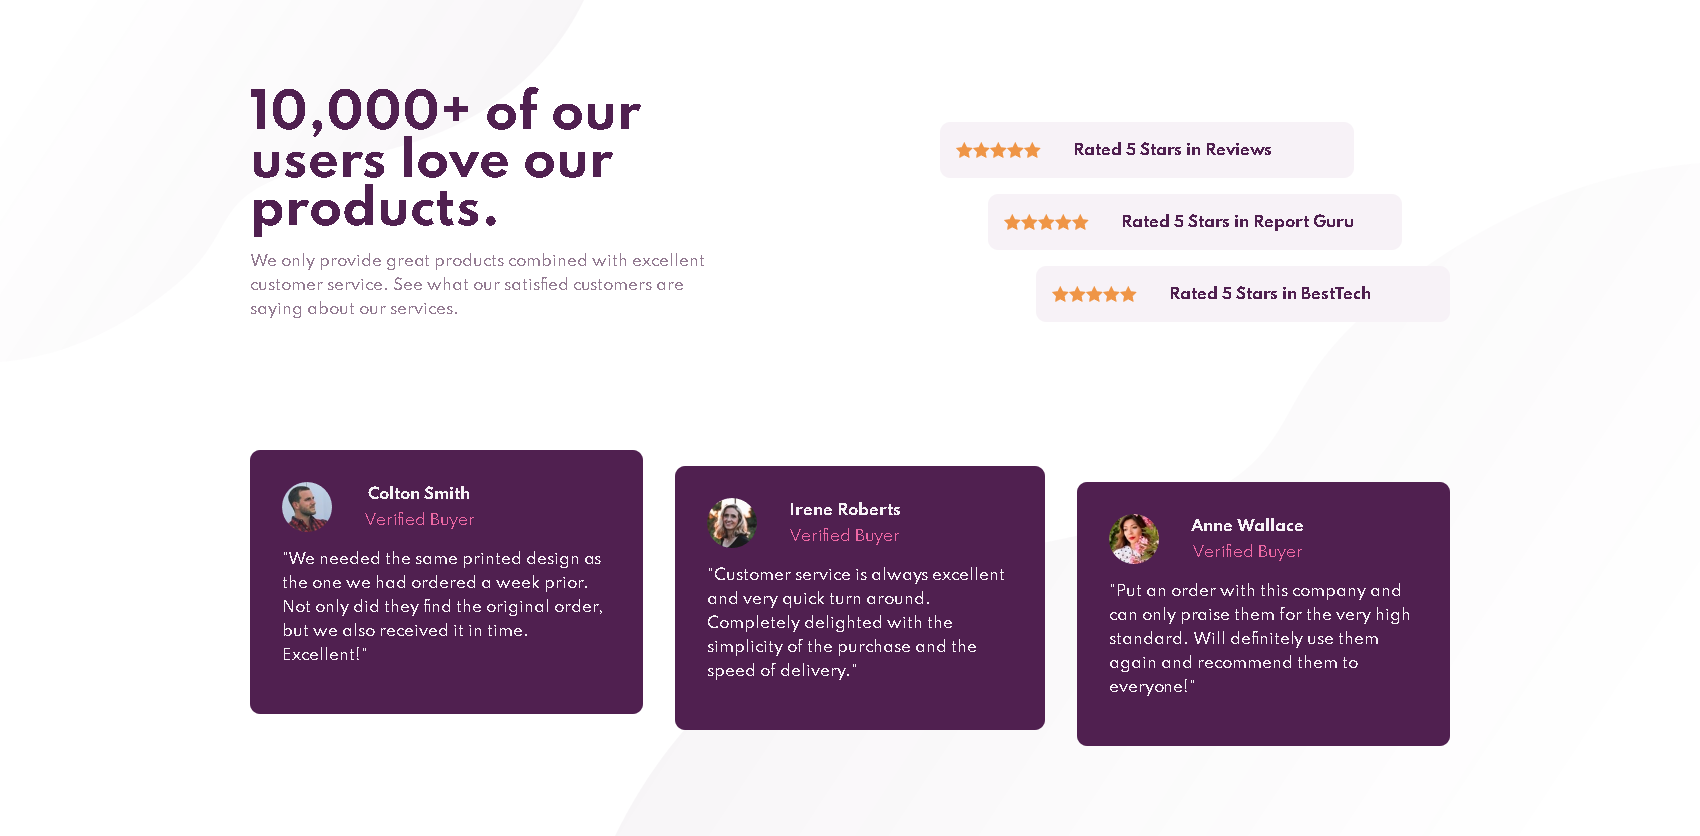 10,000+ of our
users love our
products.
We only provide great products combined with excellent
customer service. See what our satisfied customers are
saying about our services.
Rated 5 Stars in Reviews
Rated 5 Stars in Report Guru
Rated 5 Stars in BestTech
Colton Smith
Verified Buyer
"We needed the same printed design as
the one we had ordered a week prior.
Not only did they find the original order,
but we also received it in time.
Excellent!"
Irene Roberts
Verified Buyer
"Customer service is always excellent
and very quick turn around.
Completely delighted with the
simplicity of the purchase and the
speed of delivery."
Anne Wallace
Verified Buyer
"Put an order with this company and
can only praise them for the very high
standard. Will definitely use them
again and recommend them to
everyone!"